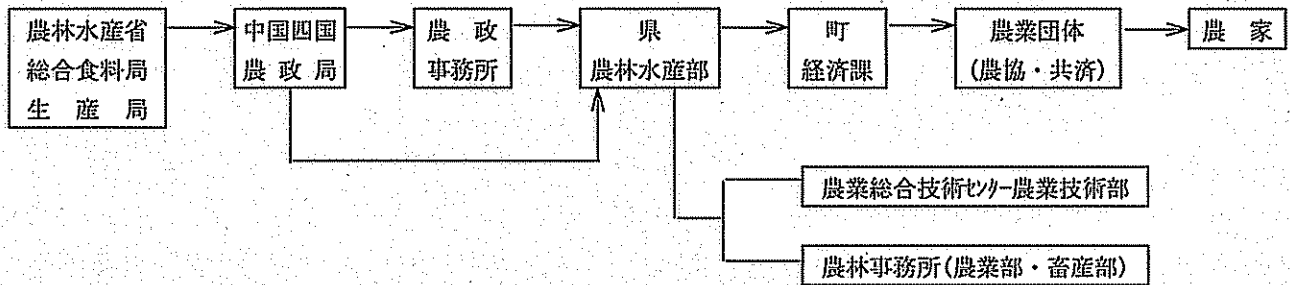 農林水産省
総合食料局
生産局
中国四国
農政局
農政
事務所
県
農林水産部
町
経済課
農業団体
(農協・共済)
農家
農業総合技術センター農業技術部
農林事務所(農業部・畜産部)